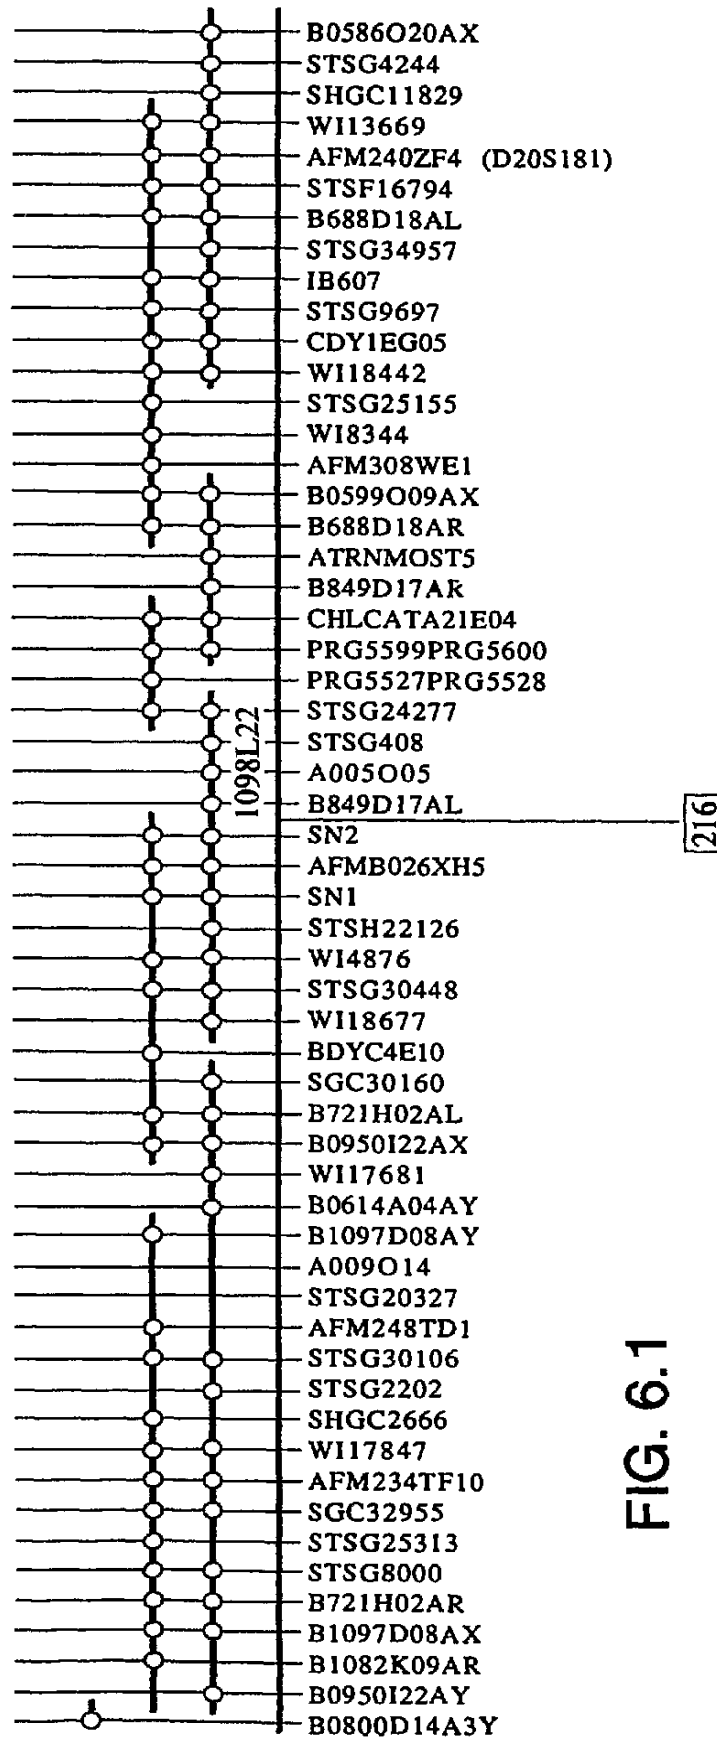 B0586O20AX
STSG4244
SHGC11829
WI13669
AFM240ZF4 (D20S181)
STSF16794
B688D18AL
STSG34957
IB607
STSG9697
CDY1EG05
WI18442
STSG25155
WI8344
AFM308WE1
B0599O09AX
B688D18AR
ATRNMOST5
B849D17AR
CHLCATA21E04
PRG5599PRG5600
PRG5527PRG5528
STSG24277
STSG408
A005O05
B849D17AL
1098L22
216
SN2
AFMB026XH5
SN1
STSH22126
WI4876
STSG30448
WI18677
BDYC4E10
SGC30160
B721H02AL
B0950I22AX
WI17681
B0614A04AY
B1097D08AY
A009O14
STSG20327
AFM248TD1
STSG30106
STSG2202
SHGC2666
WI17847
AFM234TF10
SGC32955
STSG25313
STSG8000
B721H02AR
B1097D08AX
B1082K09AR
B0950I22AY
B0800D14A3Y
FIG. 6.1